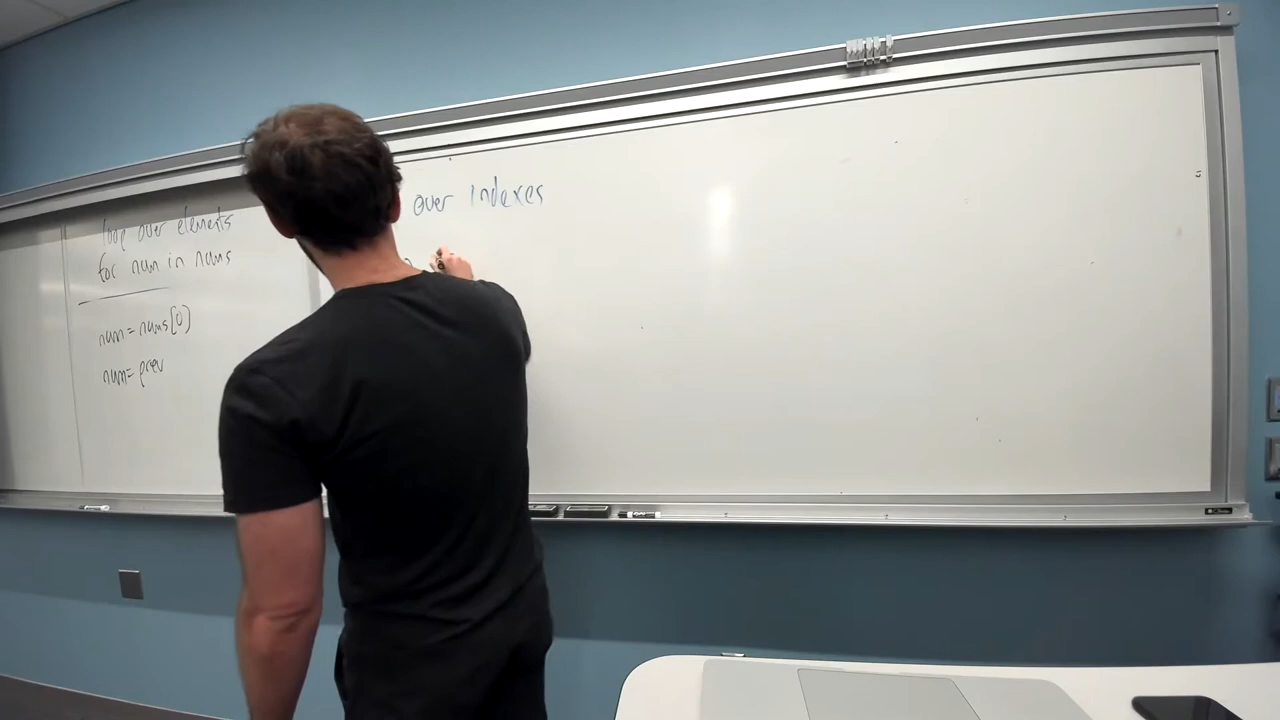 loop over elements
for num in nums
num = nums[0]
num = prev
over indexes